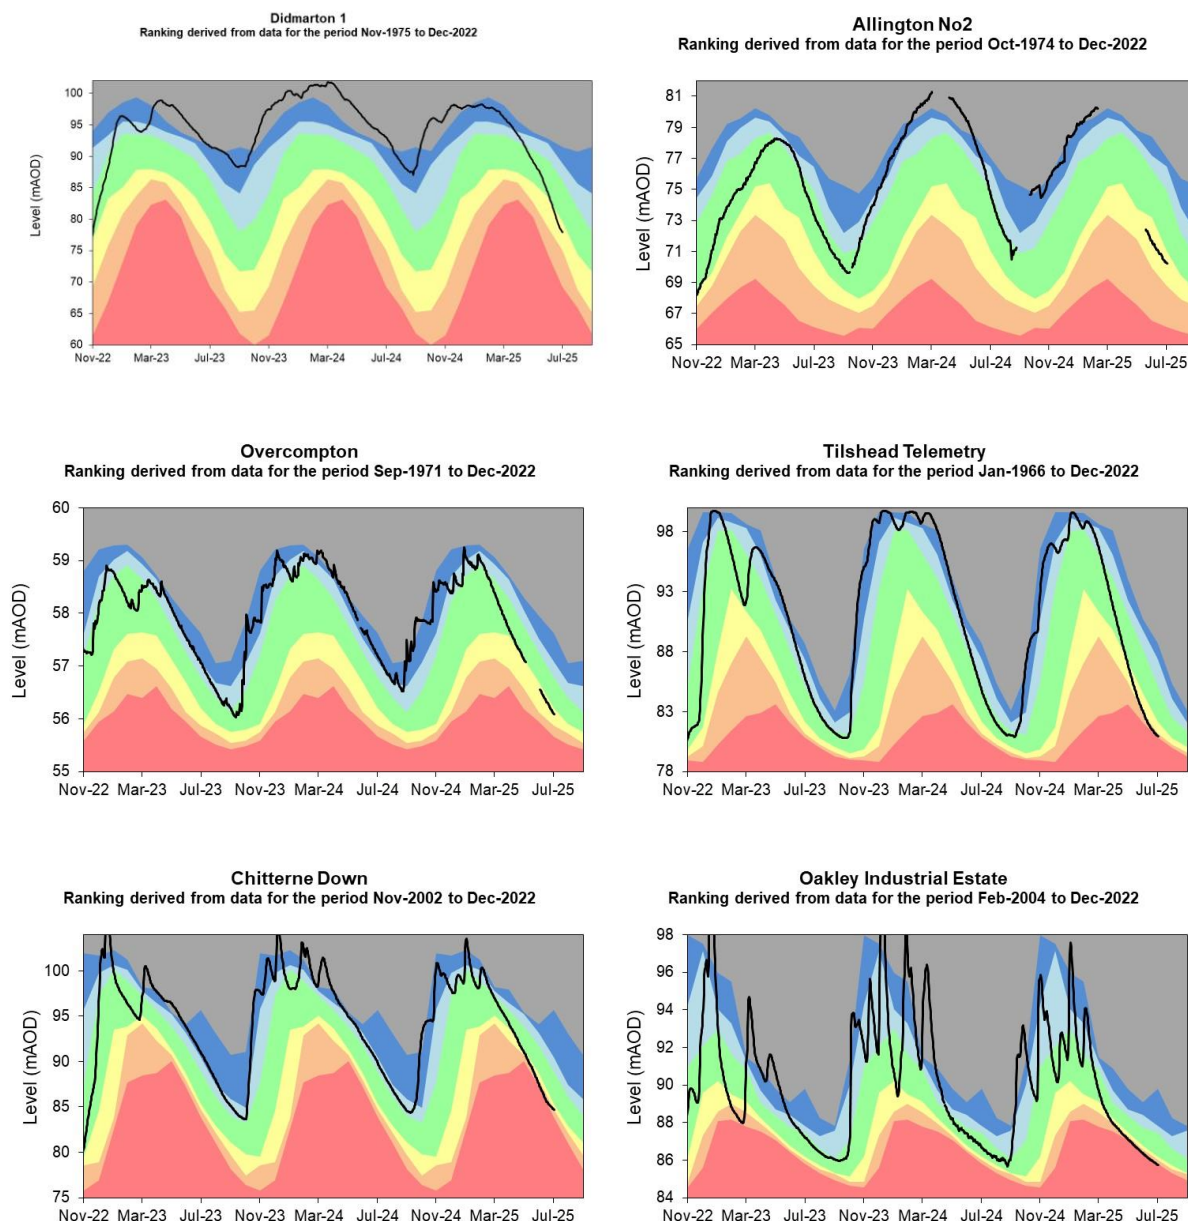 Didmarton 1
Ranking derived from data for the period Nov-1975 to Dec-2022
Level (mAOD)
100
95
90
85
80
75
70
65
60
Nov-22 Mar-23 Jul-23 Nov-23 Mar-24 Jul-24 Nov-24 Mar-25 Jul-25
Allington No2
Ranking derived from data for the period Oct-1974 to Dec-2022
Level (mAOD)
81
79
77
75
73
71
69
67
65
Nov-22 Mar-23 Jul-23 Nov-23 Mar-24 Jul-24 Nov-24 Mar-25 Jul-25
Overcompton
Ranking derived from data for the period Sep-1971 to Dec-2022
Level (mAOD)
60
59
58
57
56
55
Nov-22 Mar-23 Jul-23 Nov-23 Mar-24 Jul-24 Nov-24 Mar-25 Jul-25
Tilshead Telemetry
Ranking derived from data for the period Jan-1966 to Dec-2022
Level (mAOD)
98
93
88
83
78
Nov-22 Mar-23 Jul-23 Nov-23 Mar-24 Jul-24 Nov-24 Mar-25 Jul-25
Chitterne Down
Ranking derived from data for the period Nov-2002 to Dec-2022
Level (mAOD)
100
95
90
85
80
75
Nov-22 Mar-23 Jul-23 Nov-23 Mar-24 Jul-24 Nov-24 Mar-25 Jul-25
Oakley Industrial Estate
Ranking derived from data for the period Feb-2004 to Dec-2022
Level (mAOD)
98
96
94
92
90
88
86
84
Nov-22 Mar-23 Jul-23 Nov-23 Mar-24 Jul-24 Nov-24 Mar-25 Jul-25